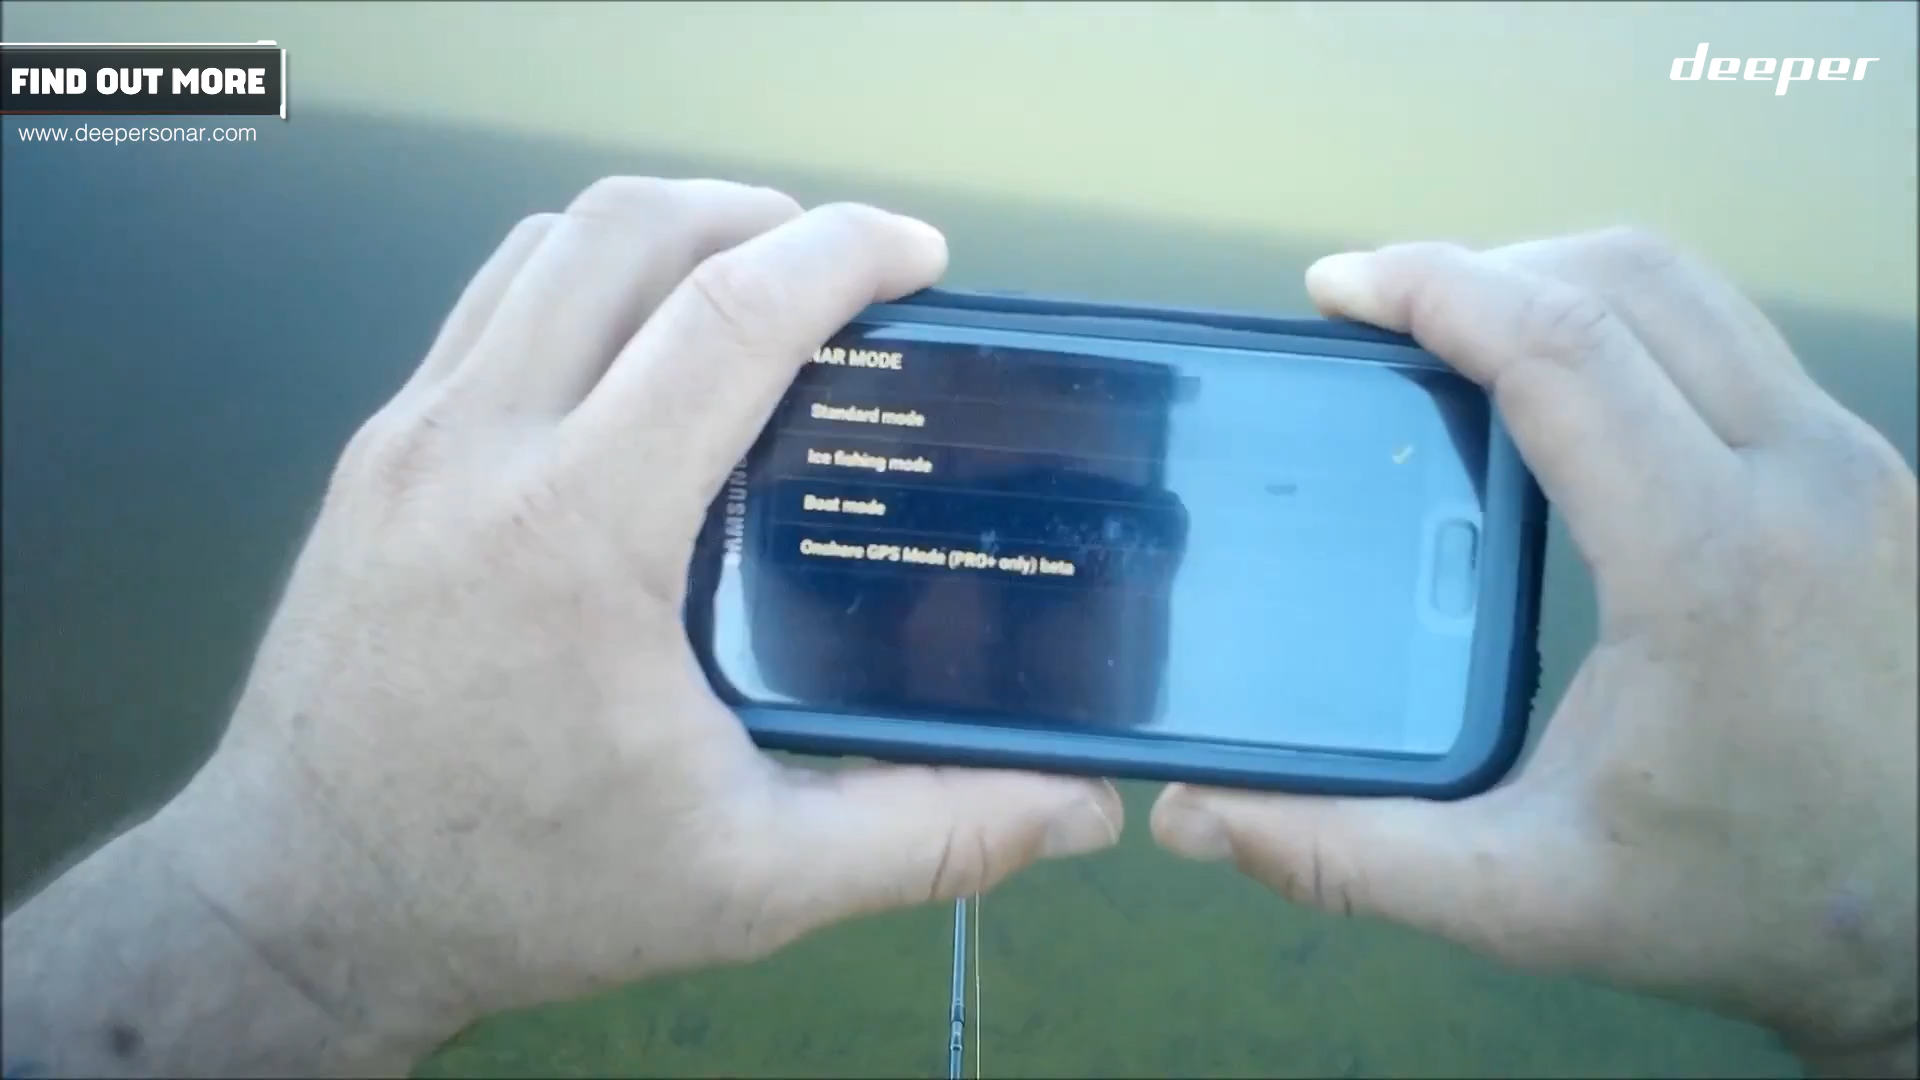 FIND OUT MORE
www.deepersonar.com
deeper
NAR MODE
Standard mode
Ice fishing mode
Boat mode
Onshore GPS Mode (PRO+ only) beta
SAMSUNG